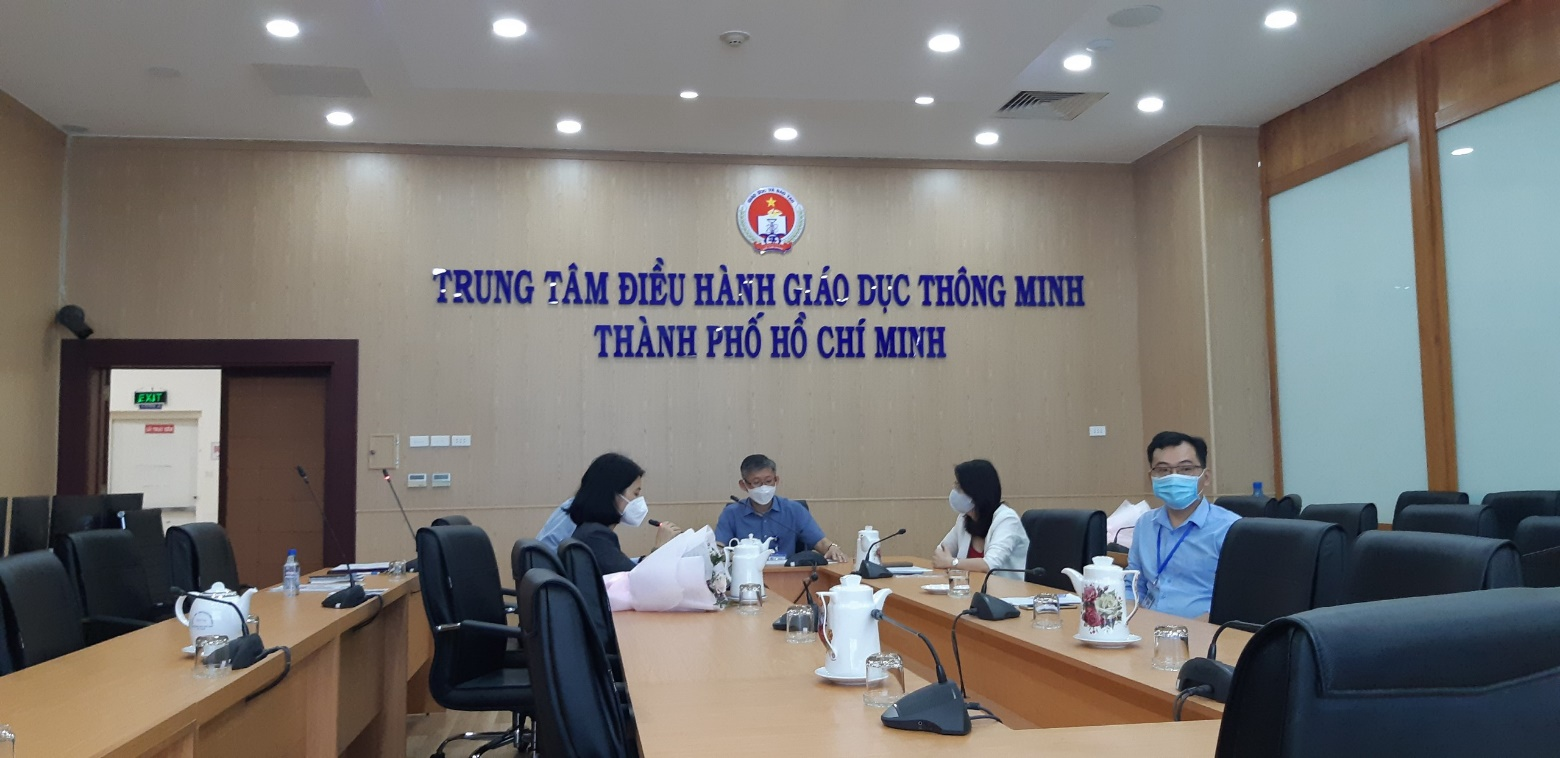 TRUNG TÂM ĐIỀU HÀNH GIÁO DỤC THÔNG MINH
THÀNH PHỐ HỒ CHÍ MINH
EXIT